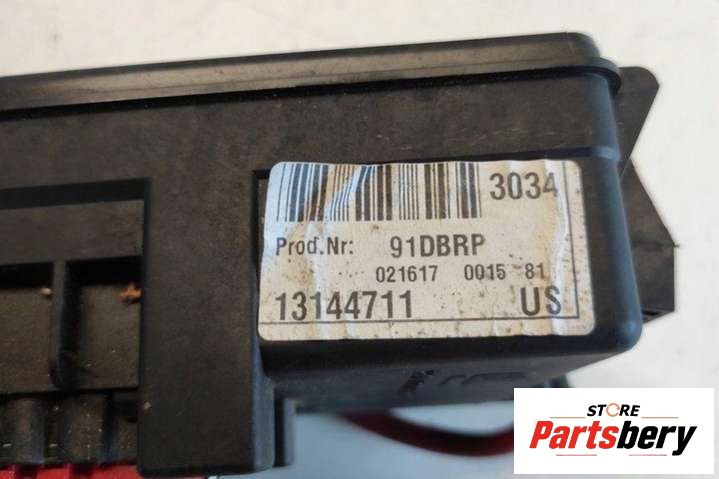 3034
Prod.Nr: 91DBRP
021617 0015 81
13144711 US
STORE
Partsbery